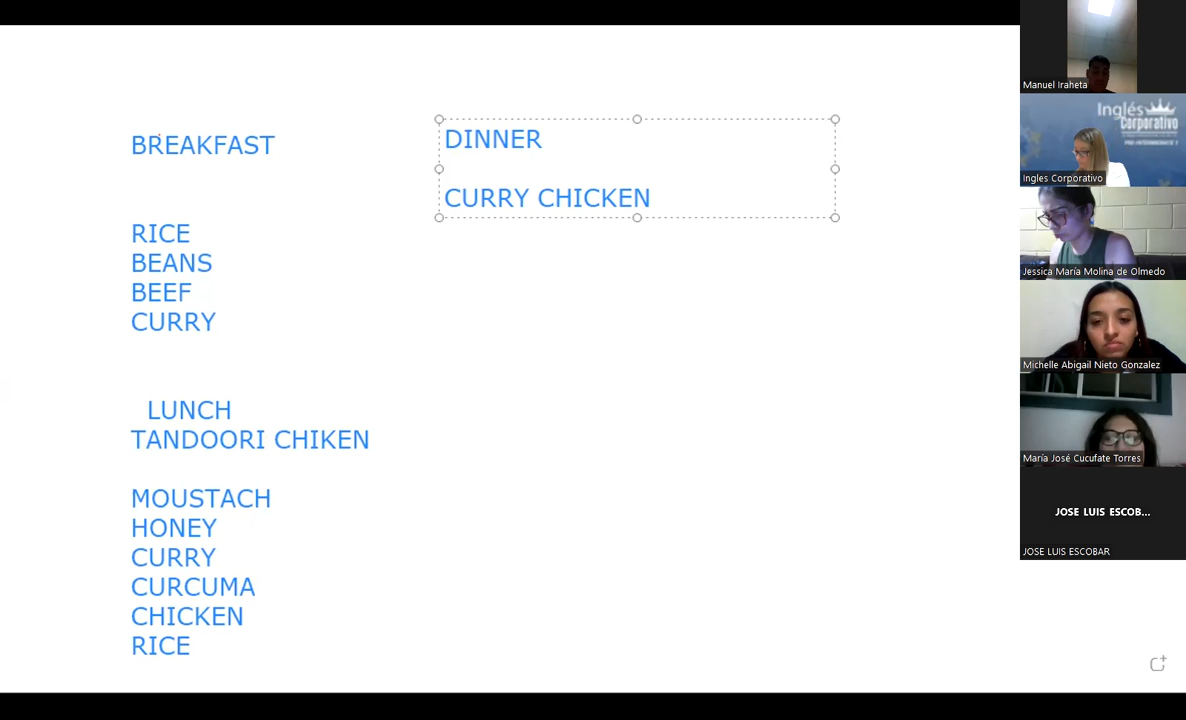 BREAKFAST
RICE
BEANS
BEEF
CURRY
LUNCH
TANDOORI CHIKEN
MOUSTACH
HONEY
CURRY
CURCUMA
CHICKEN
RICE
DINNER
CURRY CHICKEN
Manuel Iraheta
Inglés
Corporativo
Ingles Corporativo
Jessica María Molina de Olmedo
Michelle Abigail Nieto Gonzalez
María José Cucufate Torres
JOSE LUIS ESCOB...
JOSE LUIS ESCOBAR